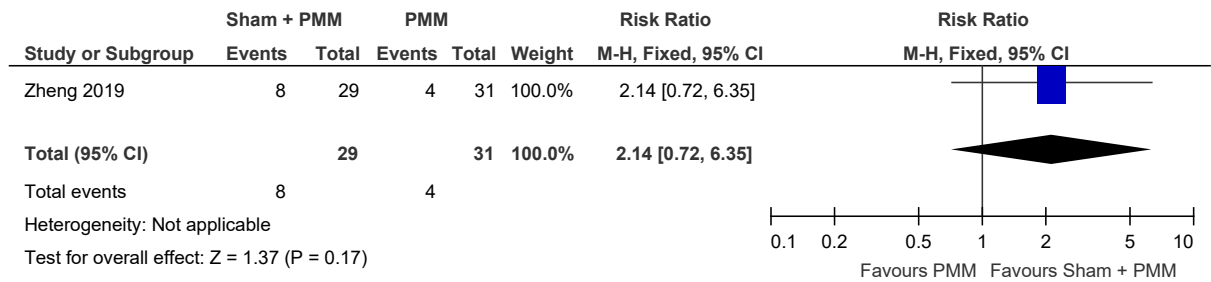 Sham + PMM PMM Risk Ratio Risk Ratio
Study or Subgroup Events Total Events Total Weight M-H, Fixed, 95% CI M-H, Fixed, 95% CI
Zheng 2019 8 29 4 31 100.0% 2.14 [0.72, 6.35]
Total (95% CI) 29 31 100.0% 2.14 [0.72, 6.35]
Total events 8 4
Heterogeneity: Not applicable
Test for overall effect: Z = 1.37 (P = 0.17)
0.1 0.2 0.5 1 2 5 10
Favours PMM Favours Sham + PMM